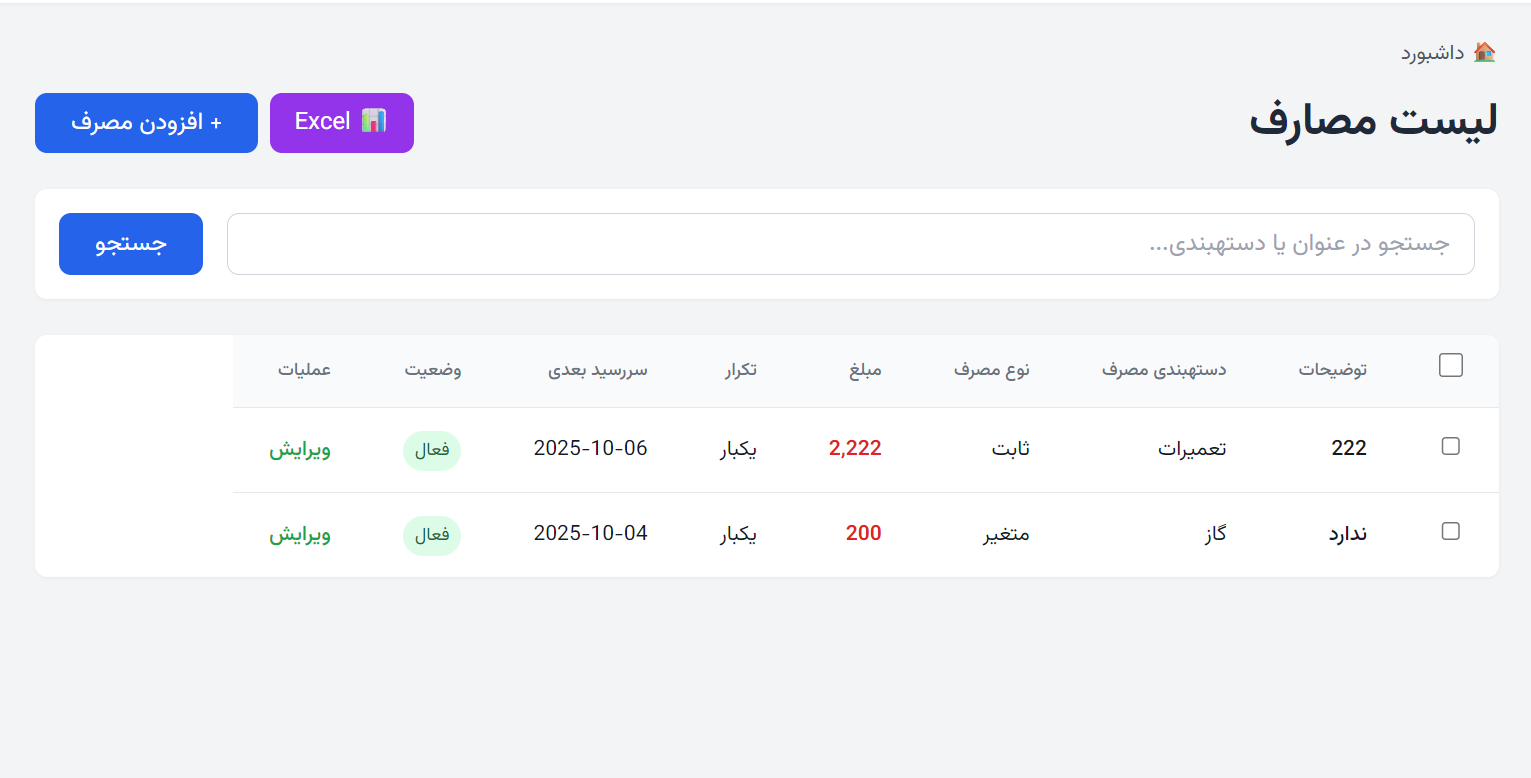 🏠 داشبورد
لیست مصارف
📊 Excel
+ افزودن مصرف
جستجو در عنوان یا دستهبندی...
جستجو
توضیحات دستهبندی مصرف نوع مصرف مبلغ تکرار سررسید بعدی وضعیت عملیات
222 تعمیرات ثابت 2,222 یکبار 2025-10-06 فعال ویرایش
ندارد گاز متغیر 200 یکبار 2025-10-04 فعال ویرایش